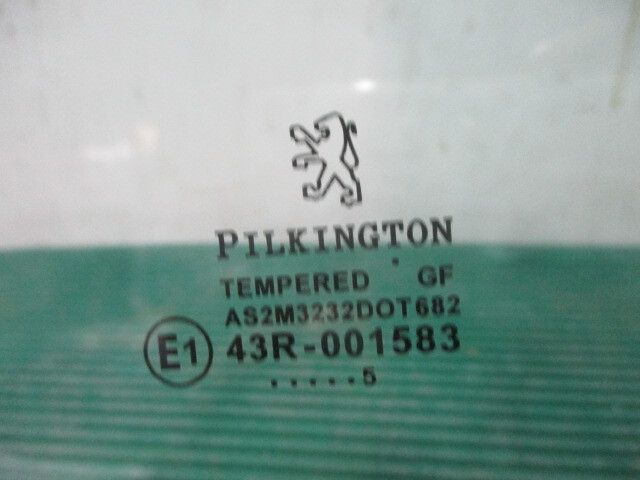 PILKINGTON
TEMPERED GF
AS2M3232DOT682
E1 43R-001583
.....5